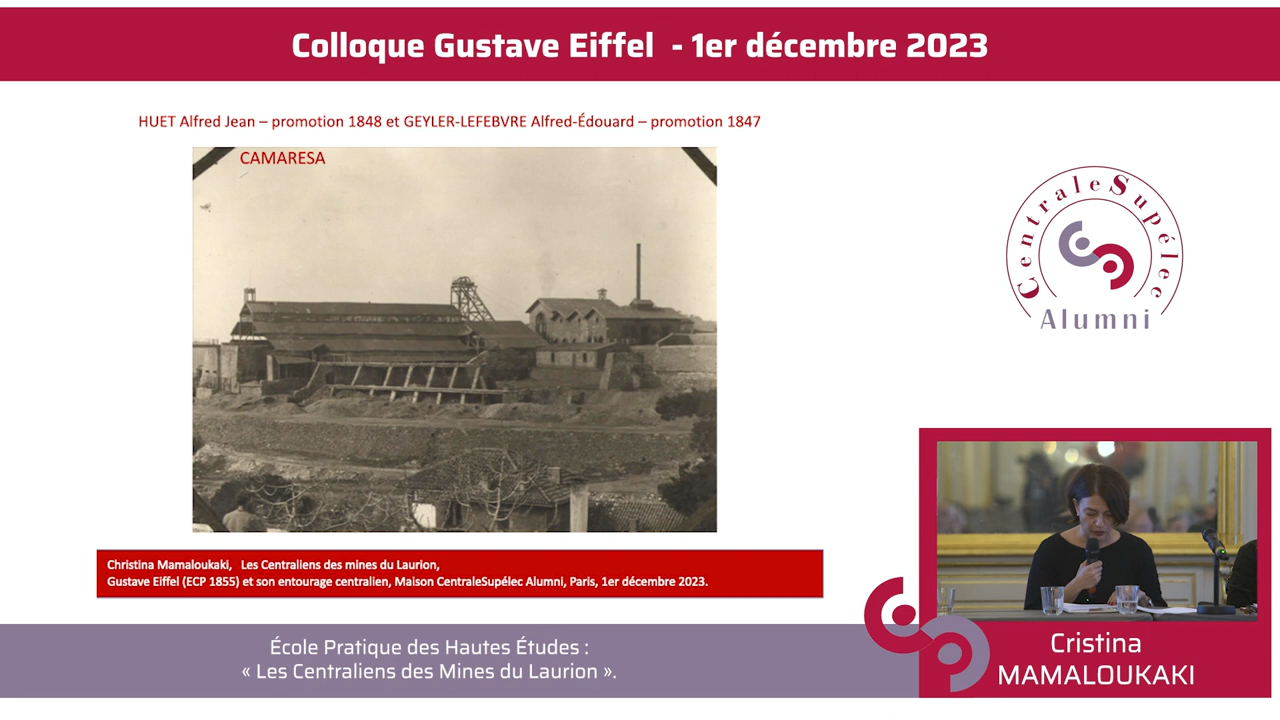 Colloque Gustave Eiffel - 1er décembre 2023
HUET Alfred Jean – promotion 1848 et GEYLER-LEFEBVRE Alfred-Édouard – promotion 1847
CAMARESA
CentraleSupélec
Alumni
Christina Mamaloukaki, Les Centraliens des mines du Laurion,
Gustave Eiffel (ECP 1855) et son entourage centralien, Maison CentraleSupélec Alumni, Paris, 1er décembre 2023.
École Pratique des Hautes Études :
« Les Centraliens des Mines du Laurion ».
Cristina
MAMALOUKAKI